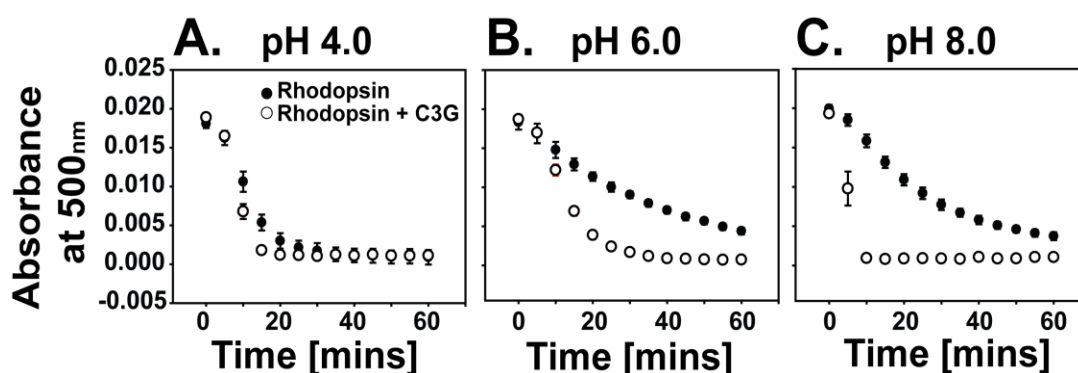 A. pH 4.0
B. pH 6.0
C. pH 8.0
Absorbance
at 500nm
0.025
0.020
0.015
0.010
0.005
0.000
-0.005
Rhodopsin
Rhodopsin + C3G
0 20 40 60
0 20 40 60
0 20 40 60
Time [mins]
Time [mins]
Time [mins]